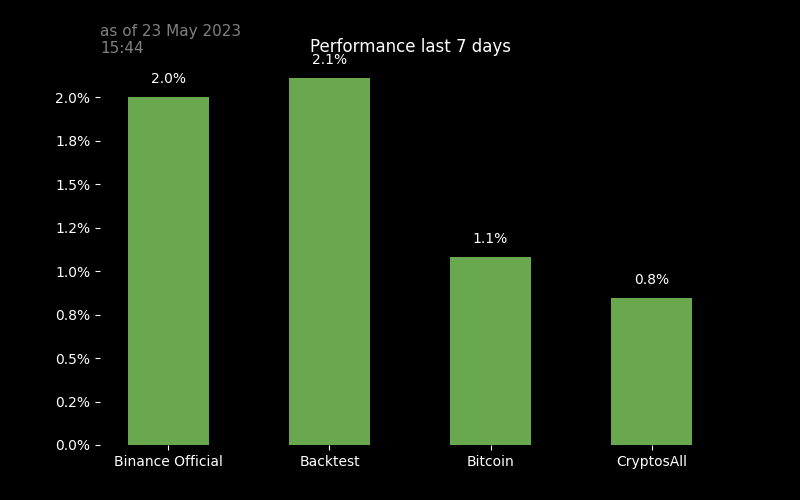 as of 23 May 2023
15:44
Performance last 7 days
2.0%
2.1%
1.1%
0.8%
2.0%
1.8%
1.5%
1.2%
1.0%
0.8%
0.5%
0.2%
0.0%
Binance Official
Backtest
Bitcoin
CryptosAll